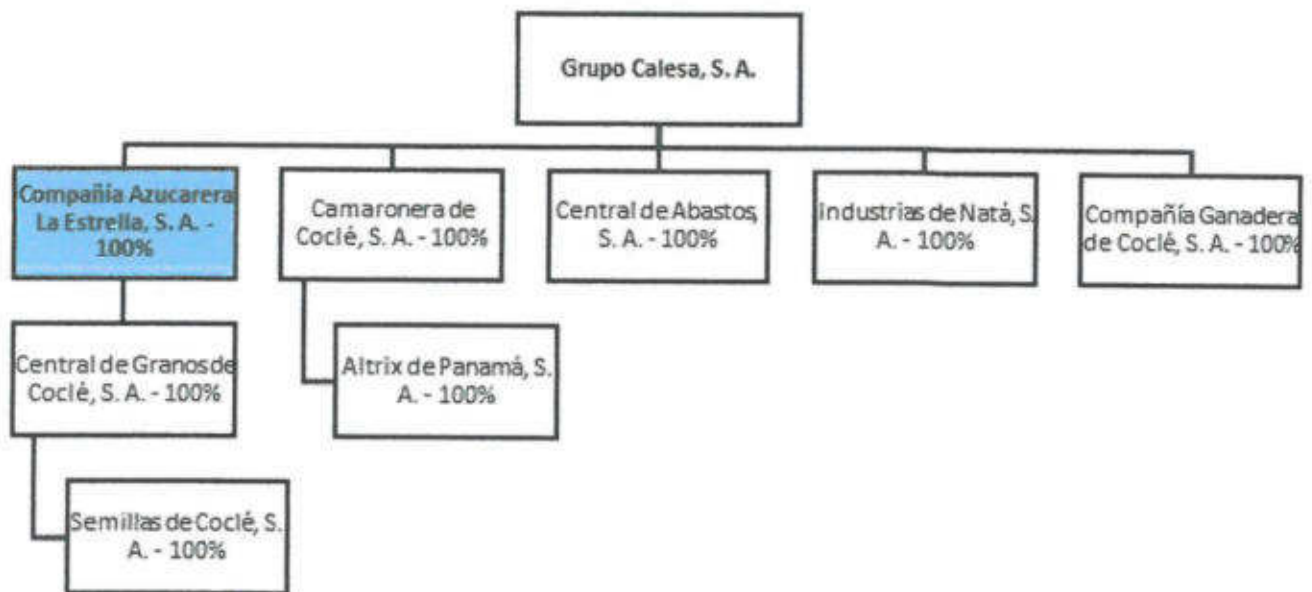 Grupo Calesa, S. A.
Compañía Azucarera
La Estrella, S. A. -
100%
Camaronera de
Coclé, S. A. - 100%
Central de Abastos,
S. A. - 100%
Industrias de Natá, S.
A. - 100%
Compañía Ganadera
de Coclé, S. A. - 100%
Central de Granos de
Coclé, S. A. - 100%
Altrix de Panamá, S.
A. - 100%
Semillas de Coclé, S.
A. - 100%